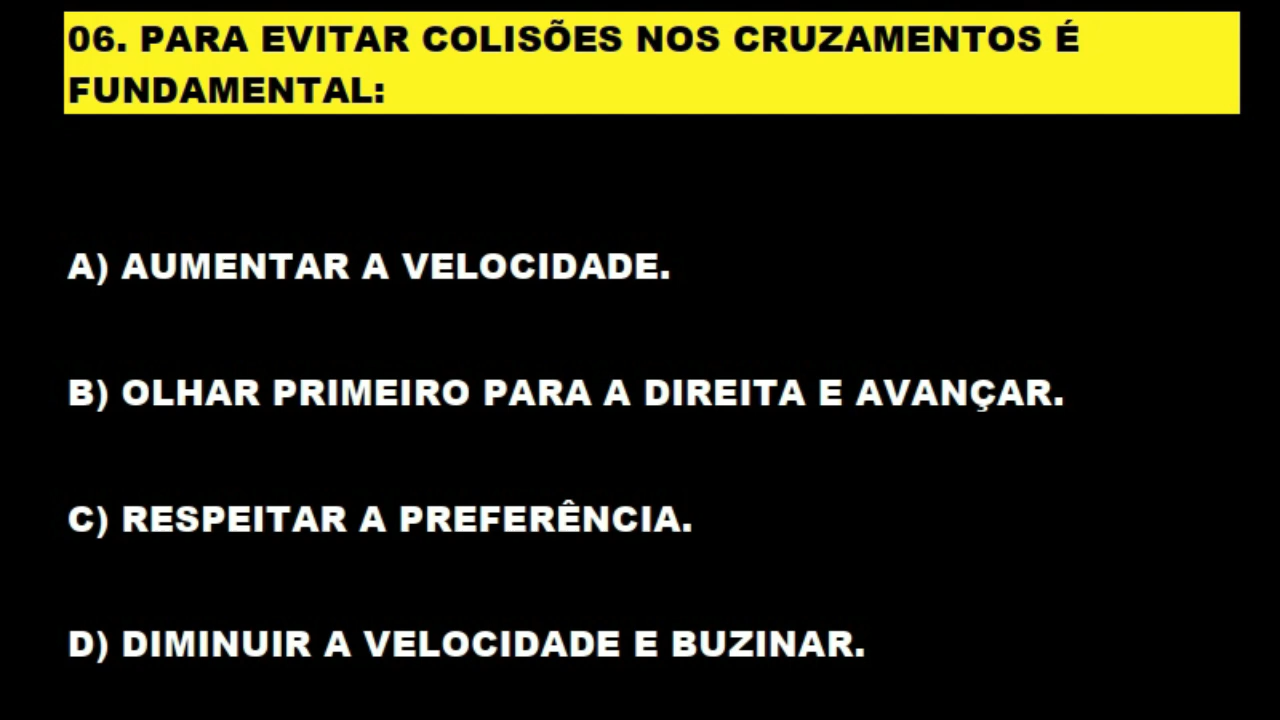 06. PARA EVITAR COLISÕES NOS CRUZAMENTOS É
FUNDAMENTAL:
A) AUMENTAR A VELOCIDADE.
B) OLHAR PRIMEIRO PARA A DIREITA E AVANÇAR.
C) RESPEITAR A PREFERÊNCIA.
D) DIMINUIR A VELOCIDADE E BUZINAR.